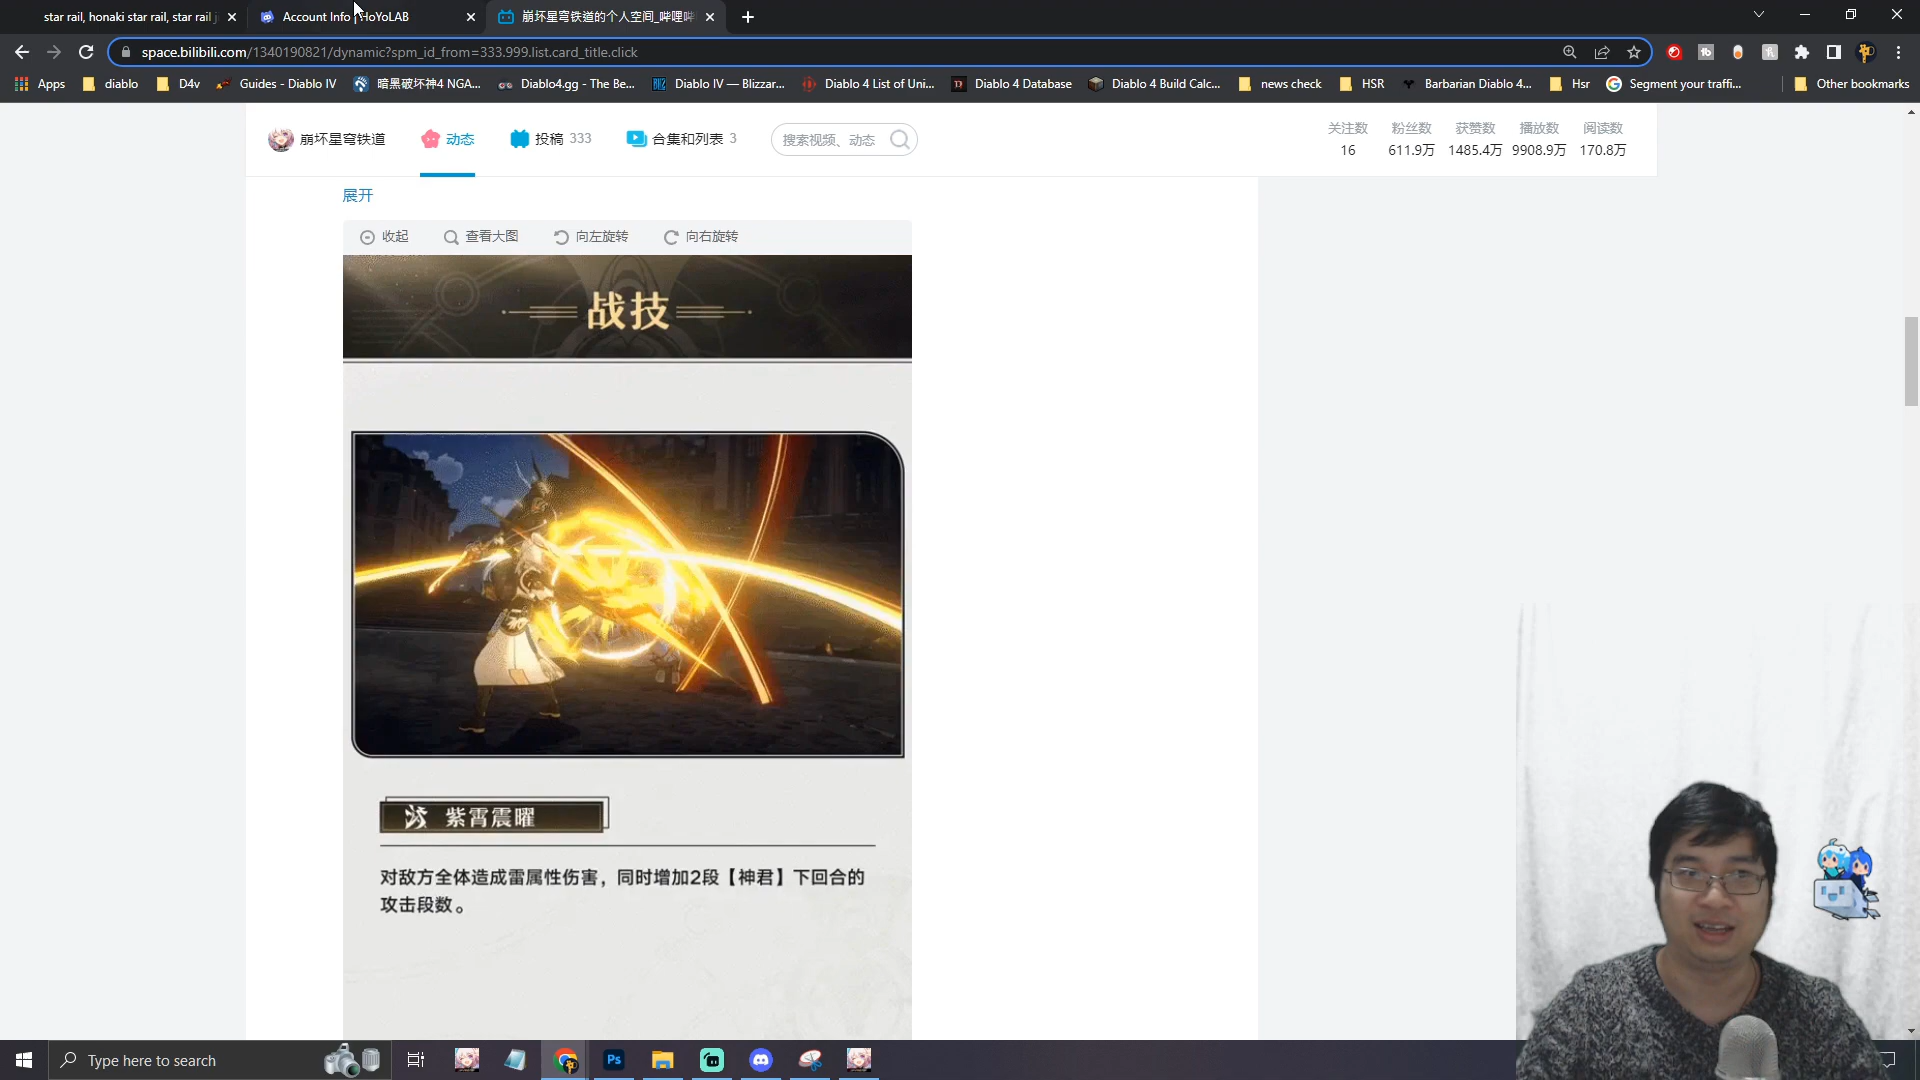 star rail, honaki star rail, star rail j
Account Info | HoYoLAB
崩坏星穹铁道的个人空间_哔哩哔
space.bilibili.com/1340190821/dynamic?spm_id_from=333.999.list.card_title.click
Apps
diablo
D4v
Guides - Diablo IV
暗黑破坏神4 NGA...
Diablo4.gg - The Be...
Diablo IV — Blizzar...
Diablo 4 List of Uni...
Diablo 4 Database
Diablo 4 Build Calc...
news check
HSR
Barbarian Diablo 4...
Hsr
Segment your traffi...
Other bookmarks
崩坏星穹铁道
动态
投稿 333
合集和列表 3
搜索视频、动态
关注数 粉丝数 获赞数 播放数 阅读数
16 611.9万 1485.4万 9908.9万 170.8万
展开
收起 查看大图 向左旋转 向右旋转
战技
紫霄震曜
对敌方全体造成雷属性伤害，同时增加2段【神君】下回合的
攻击段数。
Type here to search
Ps